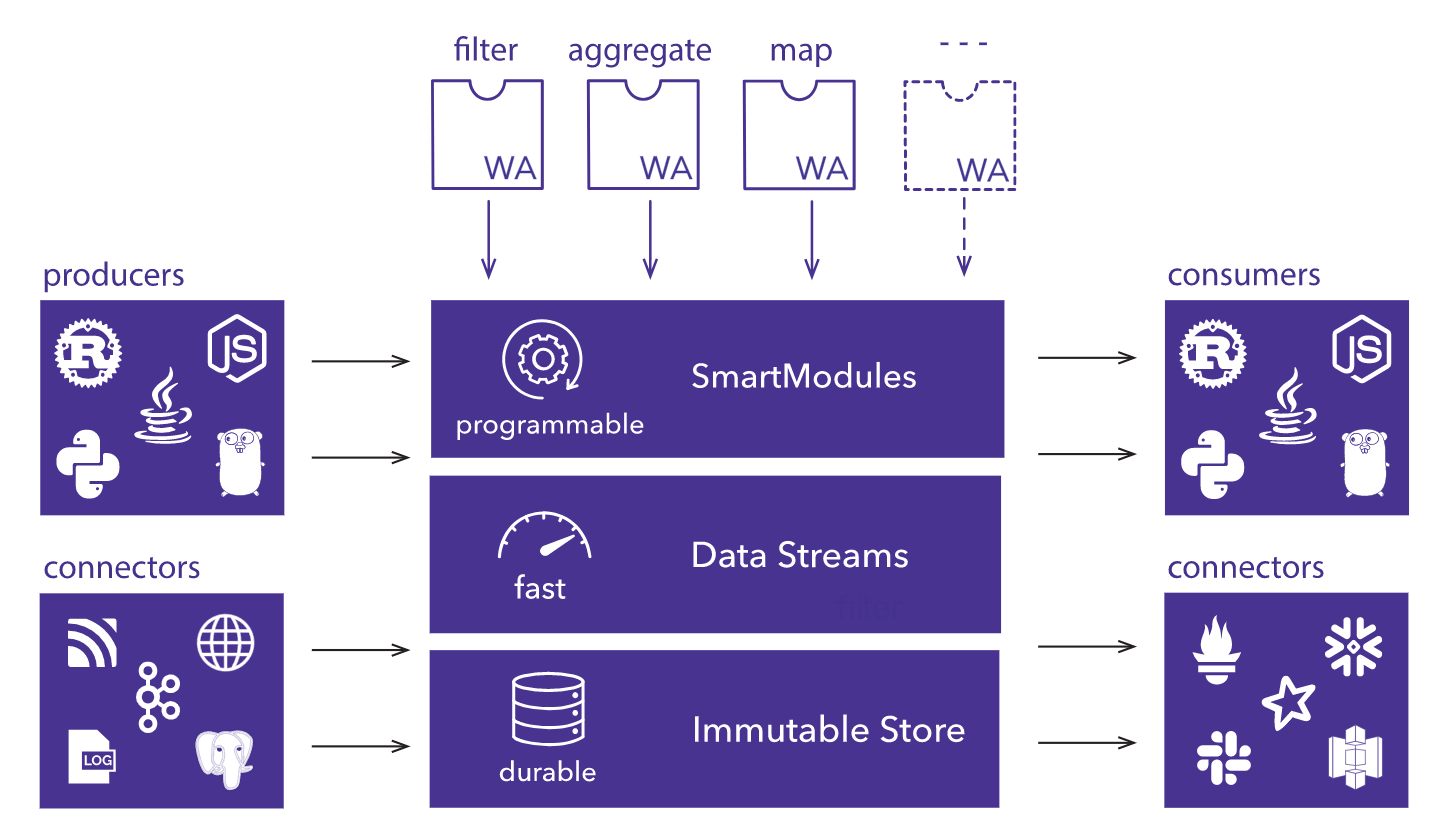 filter
aggregate
map
- - -
WA
WA
WA
WA
producers
R
JS
consumers
R
JS
programmable
SmartModules
fast
Data Streams
filter
connectors
LOG
connectors
durable
Immutable Store